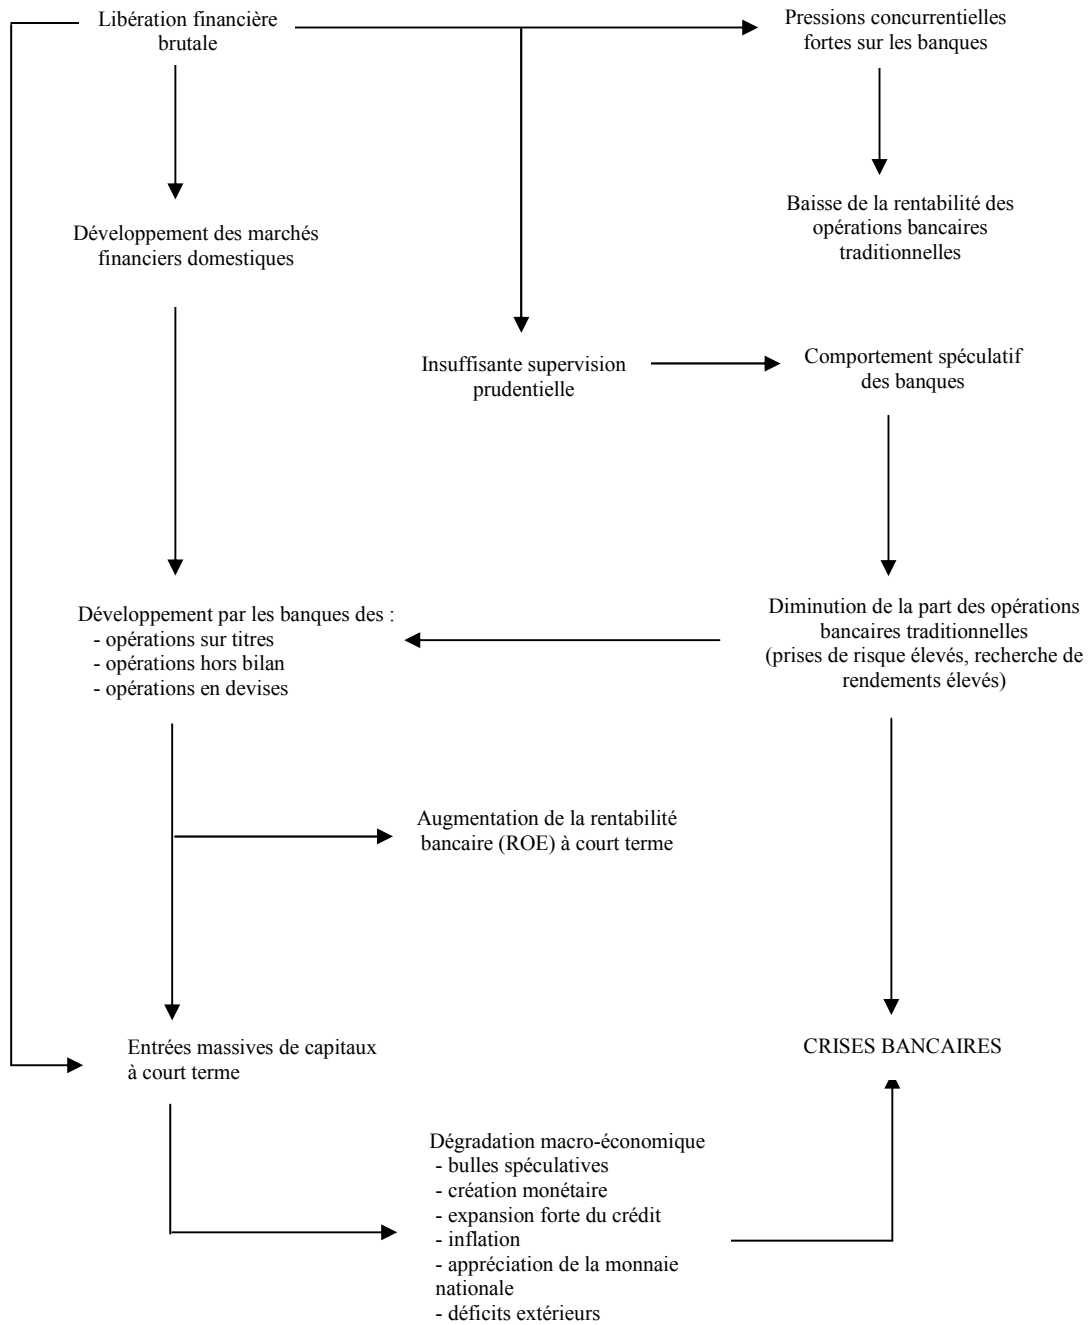 Libération financière
brutale
Pressions concurrentielles
fortes sur les banques
Développement des marchés
financiers domestiques
Baisse de la rentabilité des
opérations bancaires
traditionnelles
Insuffisante supervision
prudentielle
Comportement spéculatif
des banques
Développement par les banques des :
- opérations sur titres
- opérations hors bilan
- opérations en devises
Diminution de la part des opérations
bancaires traditionnelles
(prises de risque élevés, recherche de
rendements élevés)
Augmentation de la rentabilité
bancaire (ROE) à court terme
Entrées massives de capitaux
à court terme
CRISES BANCAIRES
Dégradation macro-économique
- bulles spéculatives
- création monétaire
- expansion forte du crédit
- inflation
- appréciation de la monnaie
nationale
- déficits extérieurs